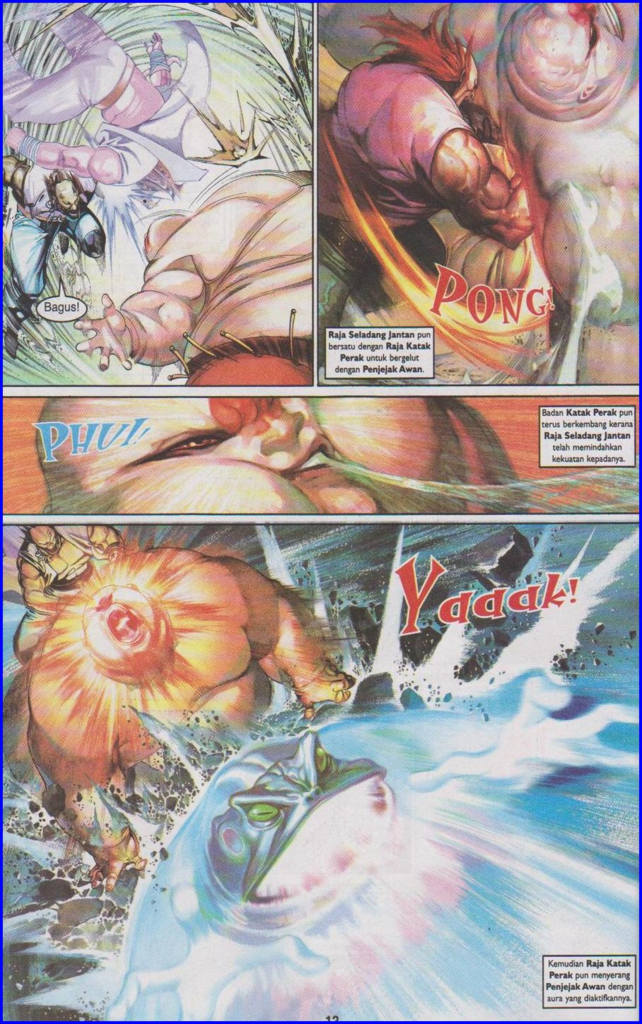 Bagus!
PONG!
Raja Seladang Jantan pun
bersatu dengan Raja Katak
Perak untuk bergelut
dengan Penjejak Awan.
PHUI!
Badan Katak Perak pun
terus berkembang kerana
Raja Seladang Jantan
telah memindahkan
kekuatan kepadanya.
Yaaak!
Kemudian Raja Katak
Perak pun menyerang
Penjejak Awan dengan
aura yang diaktifkannya.